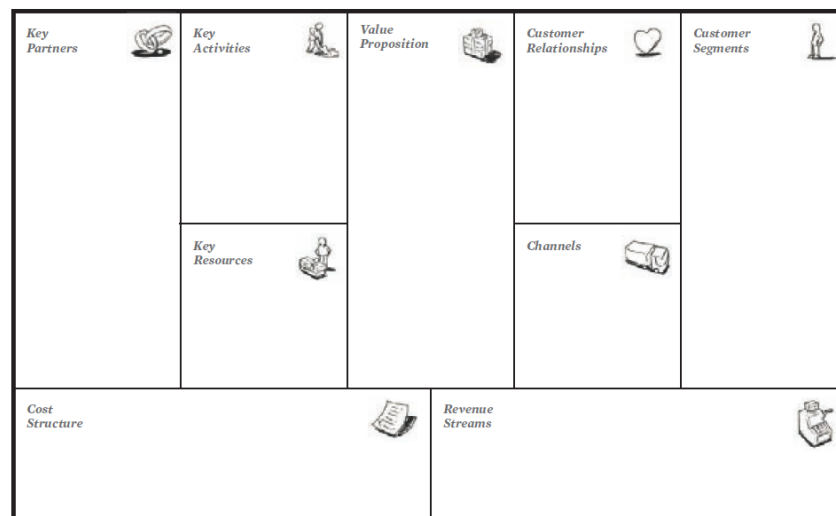 Key
Partners
Key
Activities
Value
Proposition
Customer
Relationships
Customer
Segments
Key
Resources
Channels
Cost
Structure
Revenue
Streams